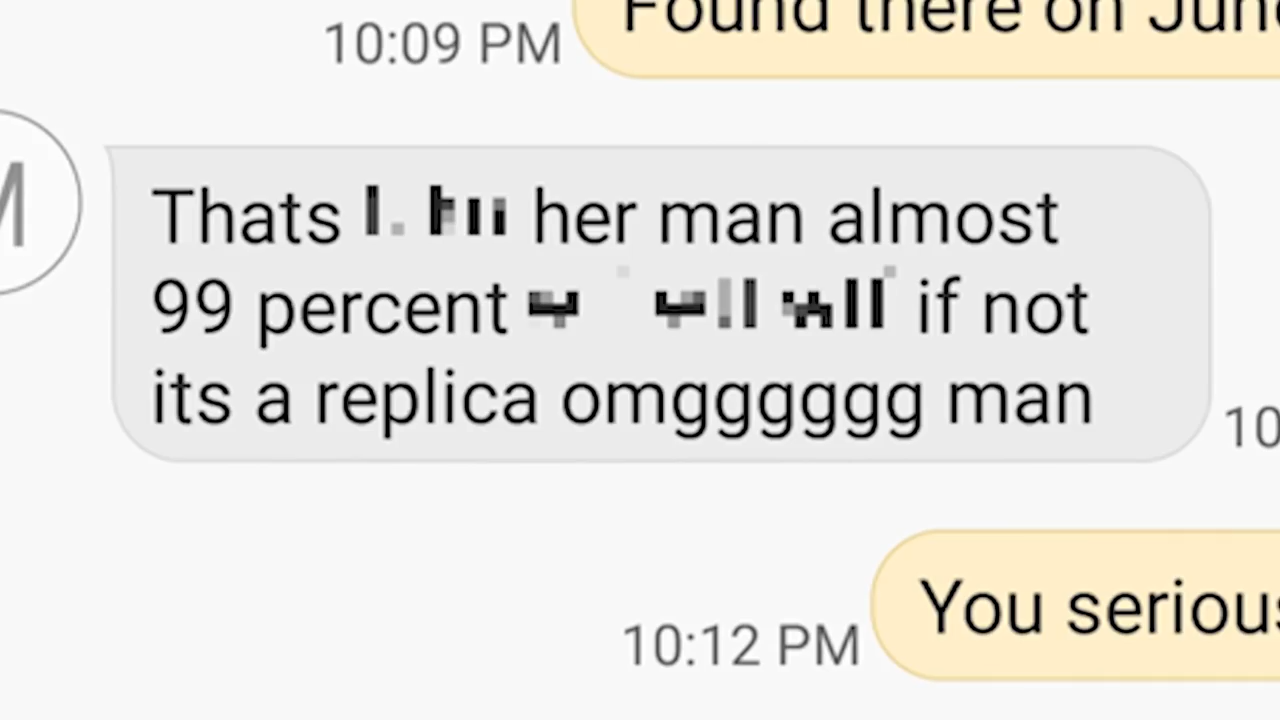 Found there on June
10:09 PM
M
Thats her man almost
99 percent if not
its a replica omgggggg man
10
You serious
10:12 PM